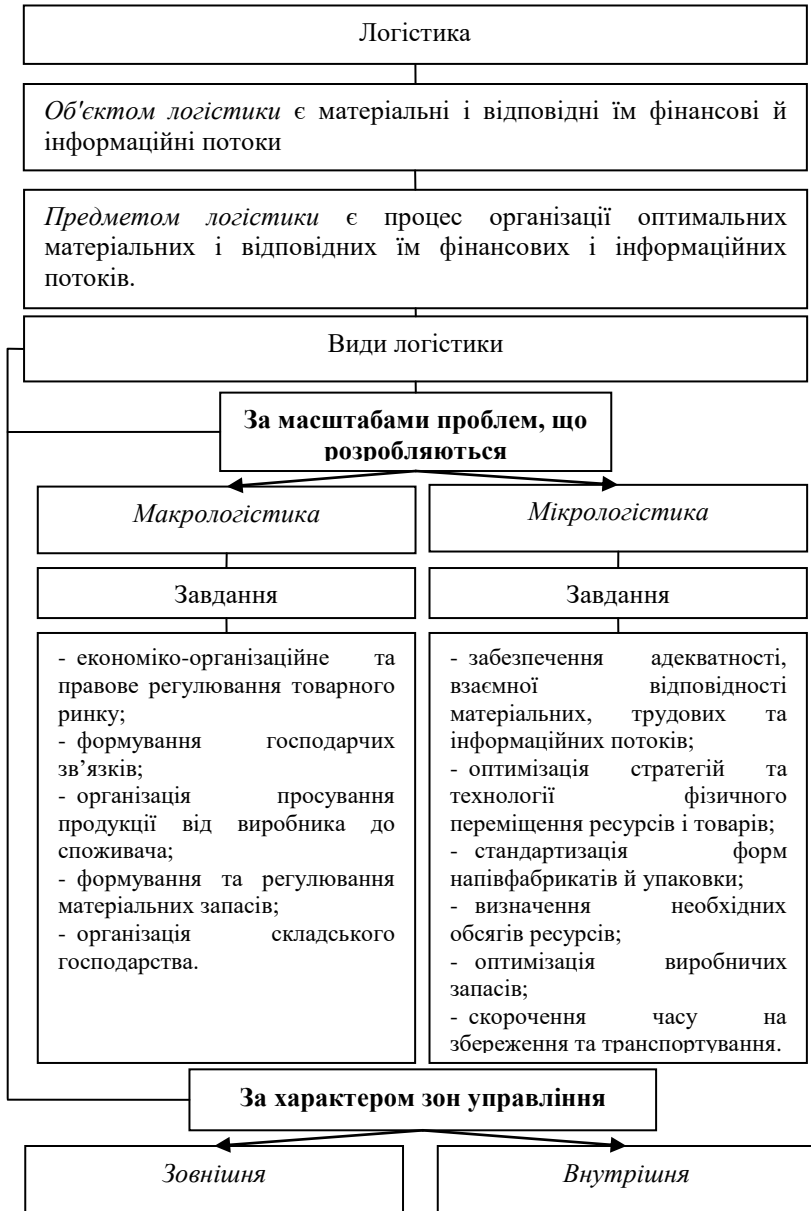 Логістика
Об'єктом логістики є матеріальні і відповідні їм фінансові й
інформаційні потоки
Предметом логістики є процес організації оптимальних
матеріальних і відповідних їм фінансових і інформаційних
потоків.
Види логістики
За масштабами проблем, що
розробляються
Макрологістика
Мікрологістика
Завдання
Завдання
- економіко-організаційне та
правове регулювання товарного
ринку;
- формування господарчих
зв’язків;
- організація просування
продукції від виробника до
споживача;
- формування та регулювання
матеріальних запасів;
- організація складського
господарства.
- забезпечення адекватності,
взаємної відповідності
матеріальних, трудових та
інформаційних потоків;
- оптимізація стратегій та
технології фізичного
переміщення ресурсів і товарів;
- стандартизація форм
напівфабрикатів й упаковки;
- визначення необхідних
обсягів ресурсів;
- оптимізація виробничих
запасів;
- скорочення часу на
збереження та транспортування.
За характером зон управління
Зовнішня
Внутрішня